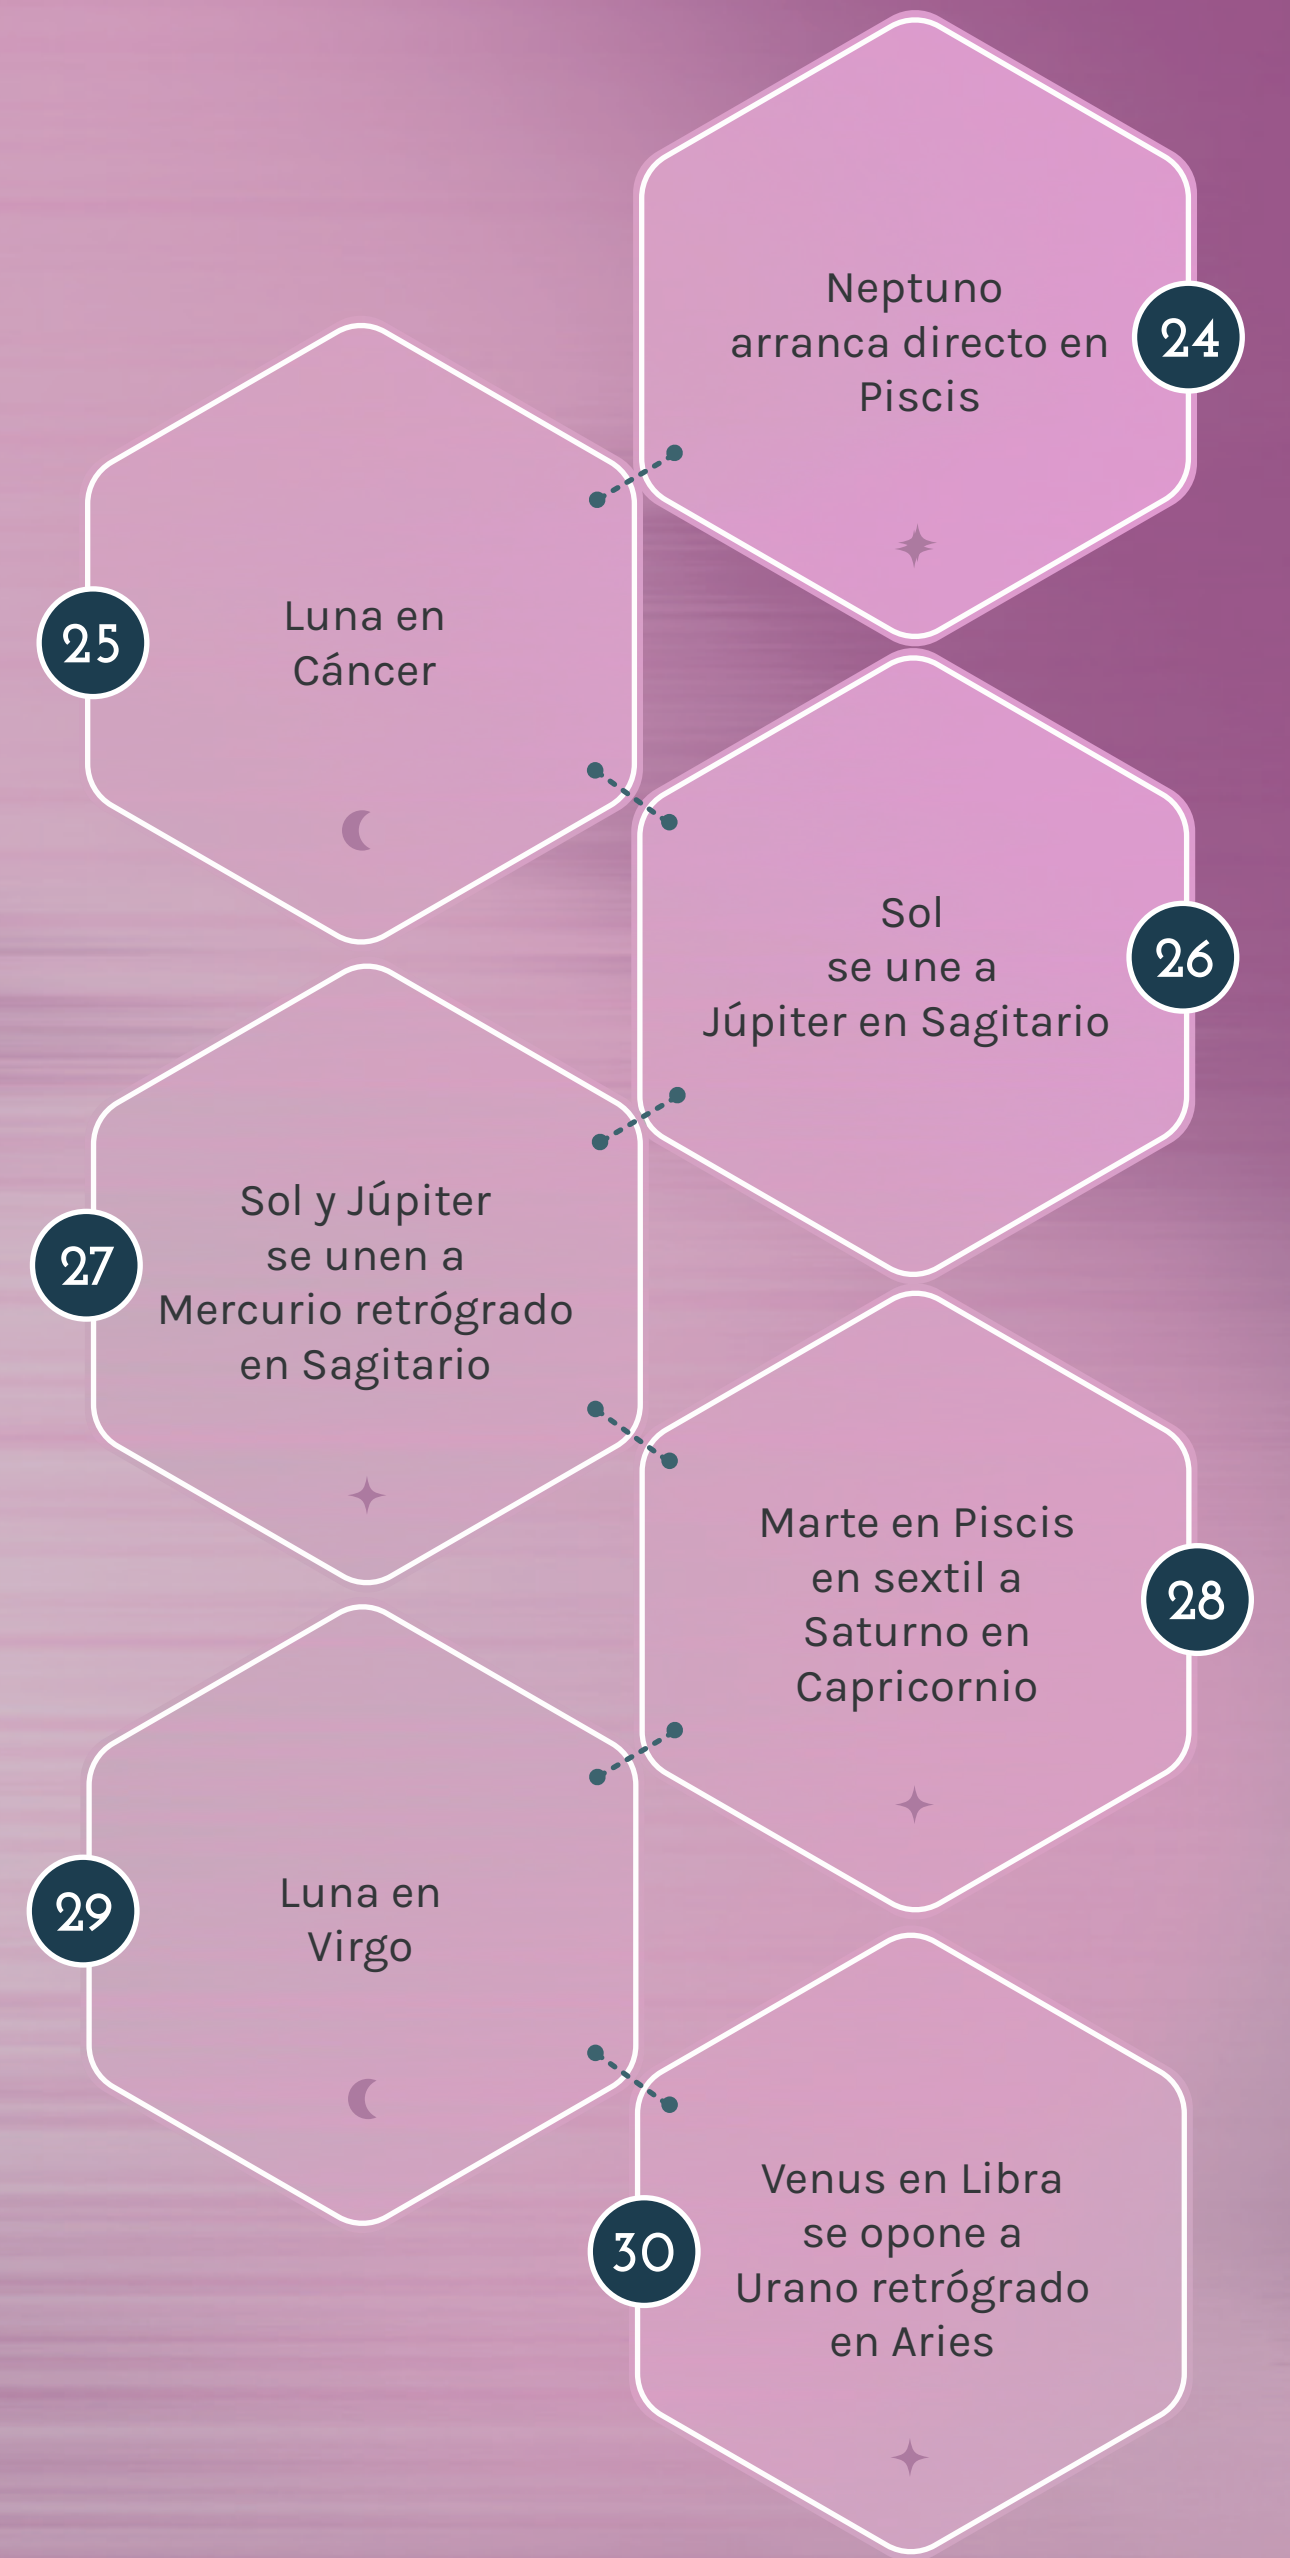 Neptuno
arranca directo en
Piscis
24
Luna en
Cáncer
25
Sol
se une a
Júpiter en Sagitario
26
Sol y Júpiter
se unen a
Mercurio retrógrado
en Sagitario
27
Marte en Piscis
en sextil a
Saturno en
Capricornio
28
Luna en
Virgo
29
Venus en Libra
se opone a
Urano retrógrado
en Aries
30